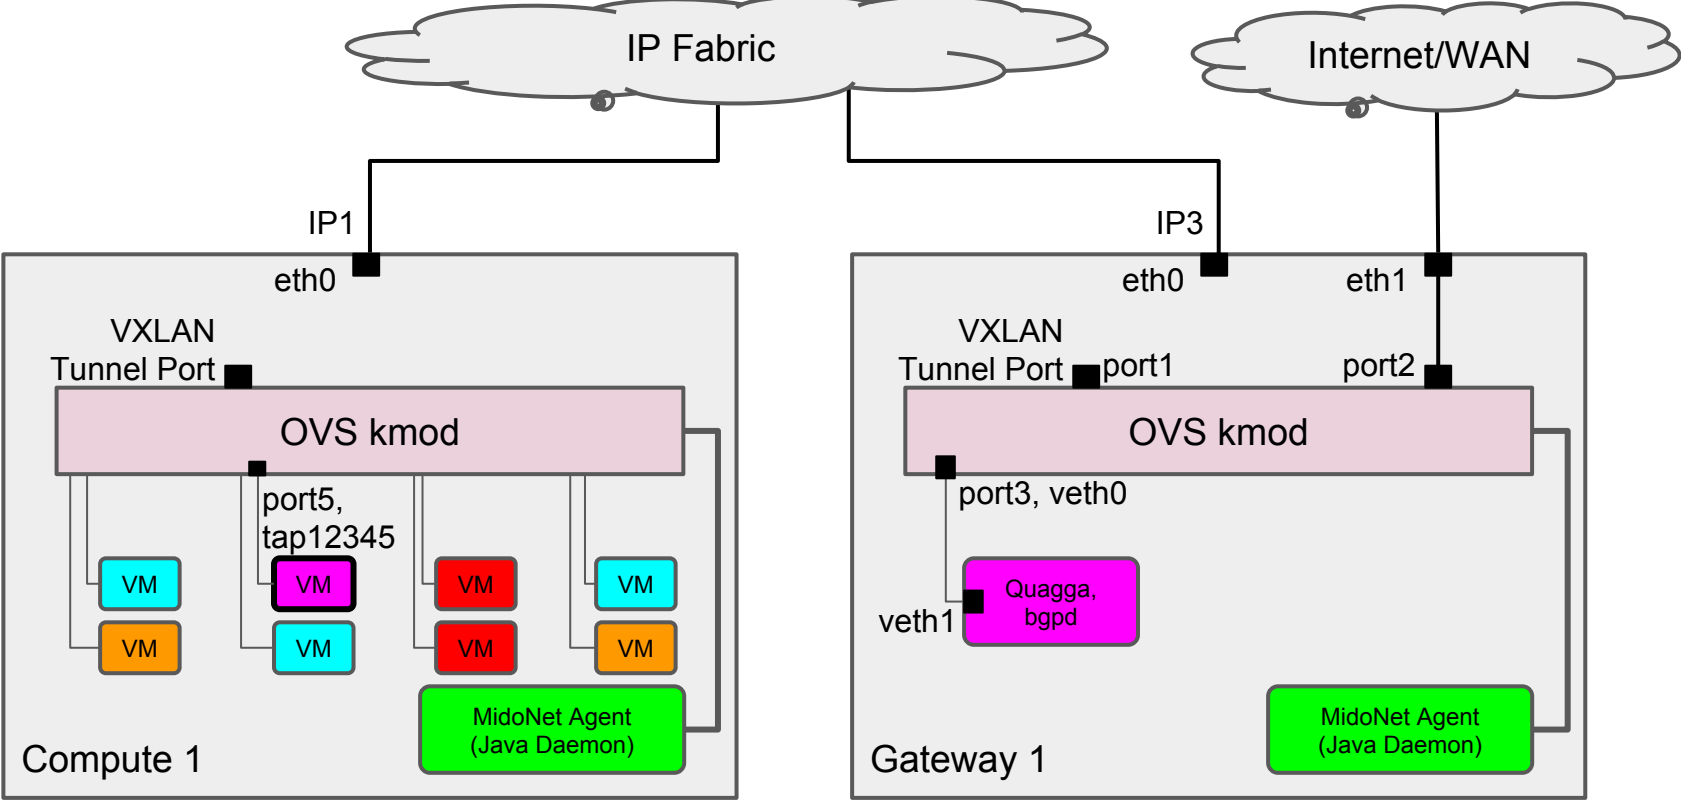 IP Fabric
Internet/WAN
IP1
eth0
VXLAN
Tunnel Port
OVS kmod
port5,
tap12345
VM
VM
VM
VM
VM
VM
VM
VM
MidoNet Agent
(Java Daemon)
Compute 1
IP3
eth0
eth1
VXLAN
Tunnel Port
port1
port2
OVS kmod
port3, veth0
Quagga,
bgpd
veth1
MidoNet Agent
(Java Daemon)
Gateway 1